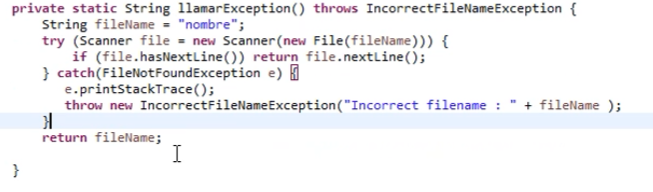 private static String llamarException() throws IncorrectFileNameException {
String fileName = "nombre";
try (Scanner file = new Scanner(new File(fileName))) {
if (file.hasNextLine()) return file.nextLine();
} catch(FileNotFoundException e) {
e.printStackTrace();
throw new IncorrectFileNameException("Incorrect filename : " + fileName );
}
return fileName;
}